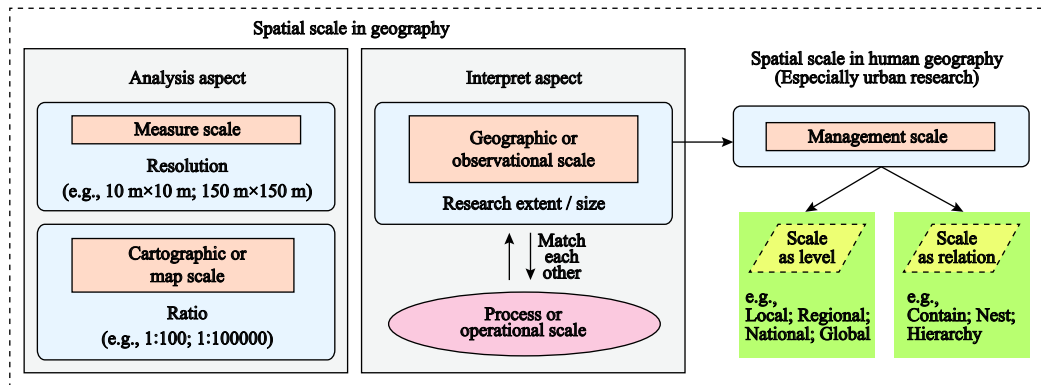 Spatial scale in geography
Analysis aspect
Measure scale
Resolution
(e.g., 10 m×10 m; 150 m×150 m)
Cartographic or
map scale
Ratio
(e.g., 1:100; 1:100000)
Interpret aspect
Geographic or
observational scale
Research extent / size
Match
each
other
Process or
operational scale
Spatial scale in human geography
(Especially urban research)
Management scale
Scale
as level
e.g.,
Local; Regional;
National; Global
Scale
as relation
e.g.,
Contain; Nest;
Hierarchy